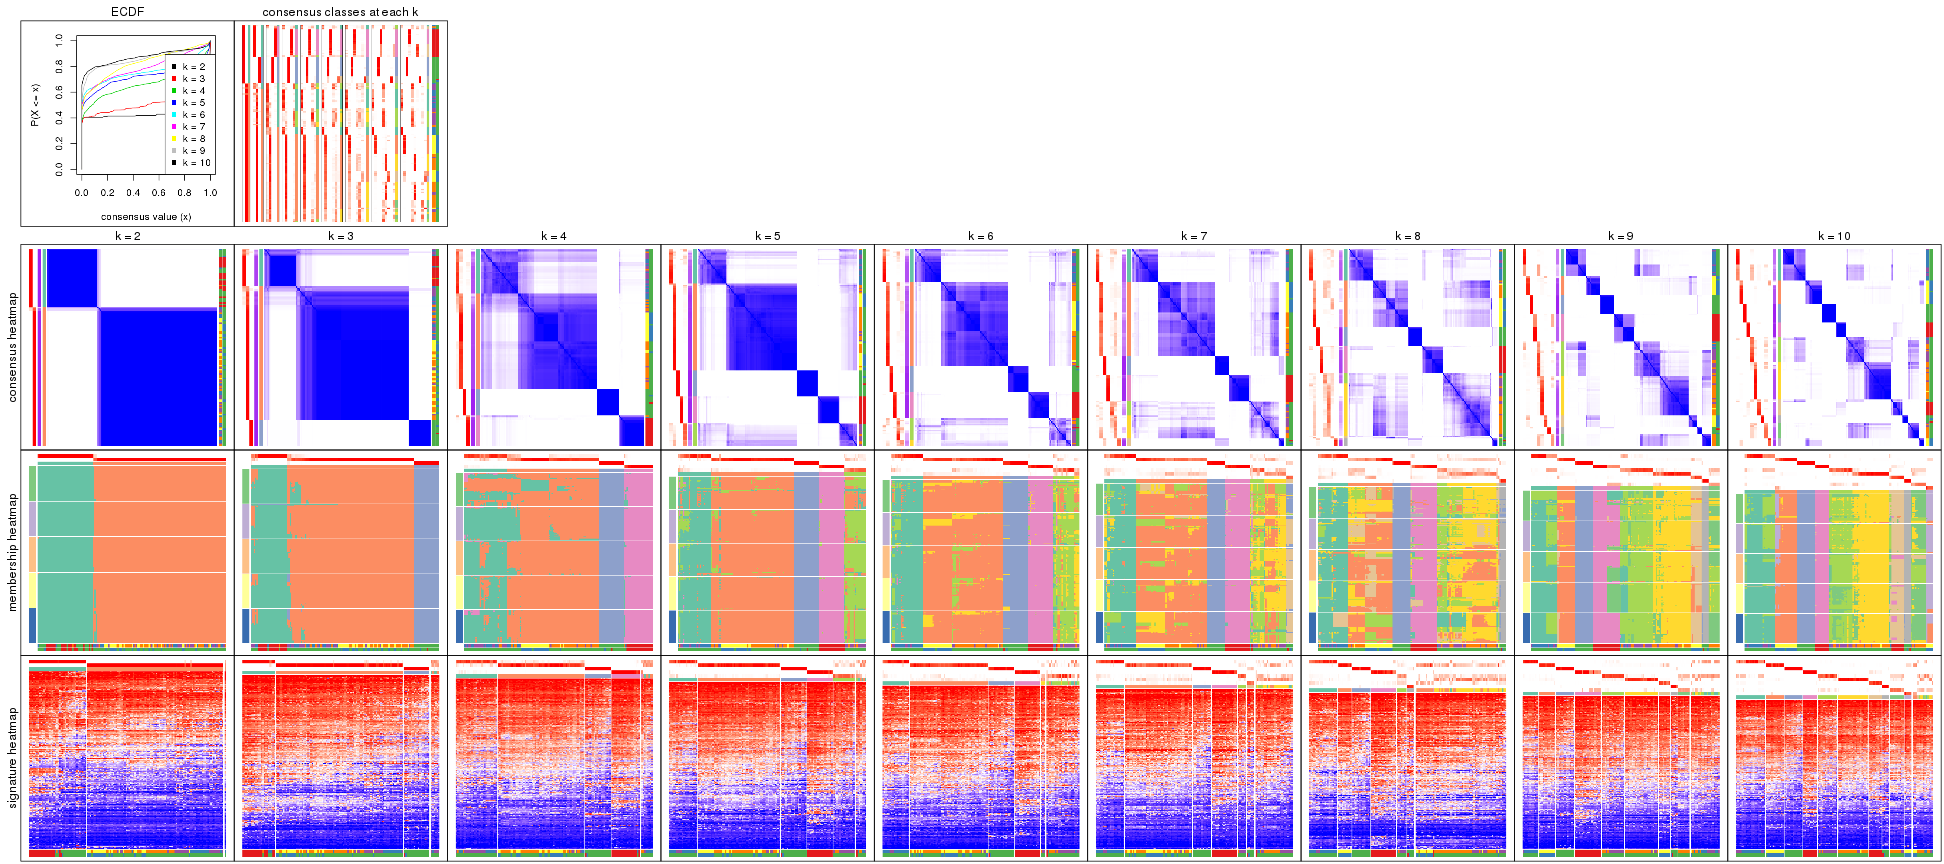 ECDF
consensus classes at each k
P(X <= x)
0.0 0.2 0.4 0.6 0.8 1.0
k = 2
k = 3
k = 4
k = 5
k = 6
k = 7
k = 8
k = 9
k = 10
0.0 0.2 0.4 0.6 0.8 1.0
consensus value (x)
k = 2 k = 3 k = 4 k = 5 k = 6 k = 7 k = 8 k = 9 k = 10
consensus heatmap
membership heatmap
signature heatmap